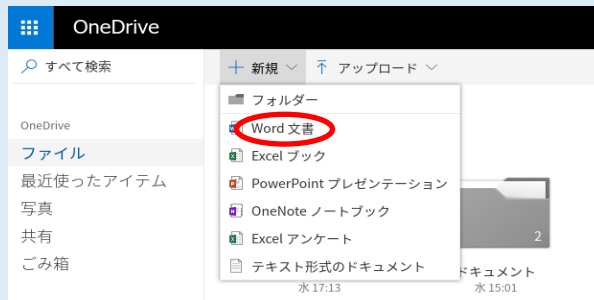 OneDrive
すべて検索
新規
アップロード
フォルダー
OneDrive
Word 文書
ファイル
Excel ブック
最近使ったアイテム
PowerPoint プレゼンテーション
写真
OneNote ノートブック
共有
2
Excel アンケート
ごみ箱
テキスト形式のドキュメント
ドキュメント
水 17:13
水 15:01